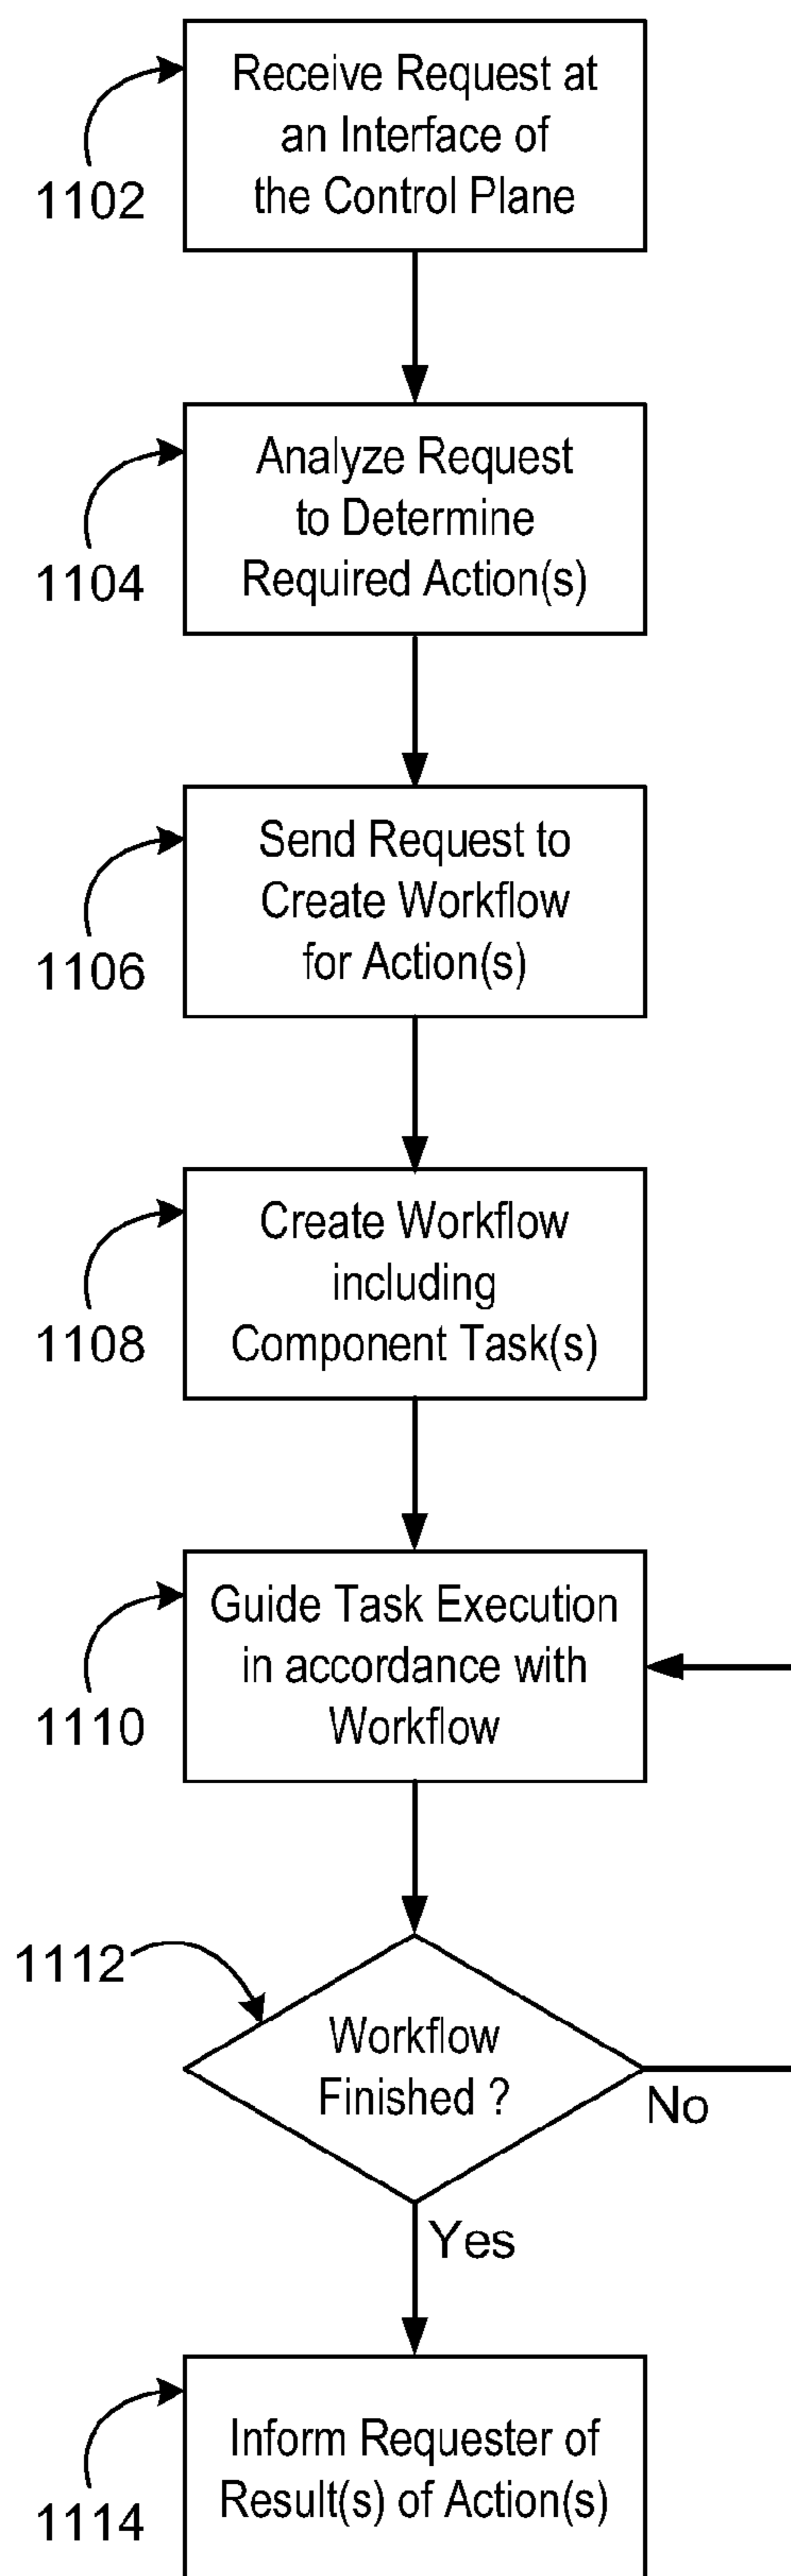 Receive Request at
an Interface of
the Control Plane
1102
Analyze Request
to Determine
Required Action(s)
1104
Send Request to
Create Workflow
for Action(s)
1106
Create Workflow
including
Component Task(s)
1108
Guide Task Execution
in accordance with
Workflow
1110
1112
Workflow
Finished ?
No
Yes
Inform Requester of
Result(s) of Action(s)
1114